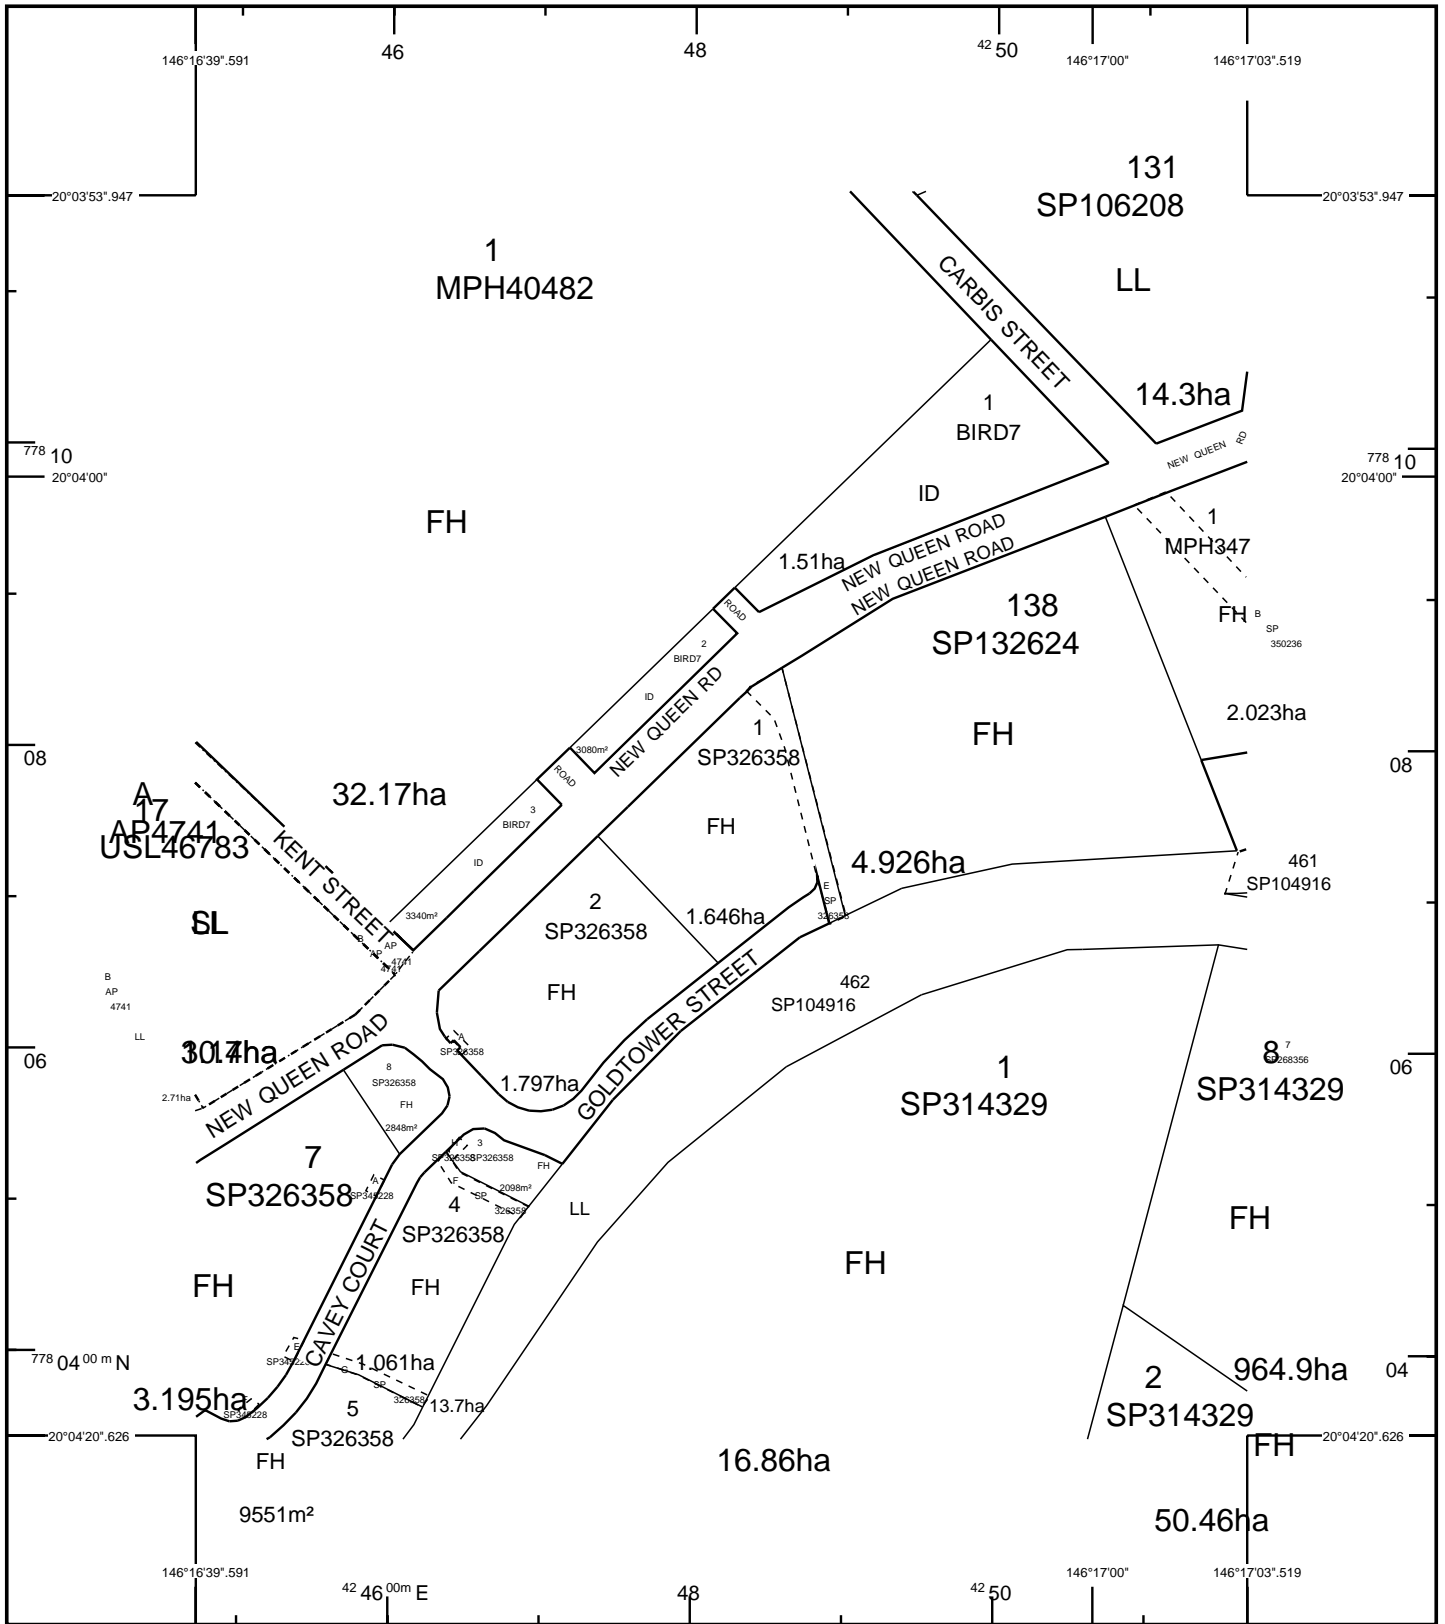 46
48
42 50
146°16'39".591
146°17'00"
146°17'03".519
131
SP106208
20°03'53".947
20°03'53".947
1
MPH40482
CARBIS STREET
LL
14.3ha
1
BIRD7
NEW QUEEN RD
778 10
778 10
20°04'00"
20°04'00"
ID
FH
1
MPH347
NEW QUEEN ROAD
NEW QUEEN ROAD
1.51ha
138
SP132624
FH
B
SP
350236
ROAD
2
BIRD7
ID
NEW QUEEN RD
2.023ha
1
SP326358
FH
3080m²
08
08
ROAD
32.17ha
A
17
AP4741
USL46783
3
BIRD7
ID
KENT STREET
FH
4.926ha
461
SP104916
E
SP
326358
2
SP326358
1.646ha
3340m²
SL
B
AP
AP
4741
4741
B
AP
4741
LL
462
SP104916
FH
GOLDTOWER STREET
NEW QUEEN ROAD
A
SP326358
30.14ha
06
06
8
7
SP268356
SP314329
1
SP314329
8
SP326358
FH
1.797ha
2.71ha
2848m²
7
SP326358
H
3
SP326358
SP326358
FH
A
SP345228
F
SP
326358
2098m²
4
SP326358
LL
FH
FH
FH
FH
CAVEY COURT
E
778 04 00 m N
1.061ha
G
SP
326358
964.9ha
04
3.195ha
SP345228
13.7ha
5
SP326358
2
SP314329
20°04'20".626
20°04'20".626
FH
FH
16.86ha
9551m²
50.46ha
146°16'39".591
146°17'00"
146°17'03".519
42 46 00m E
48
42 50